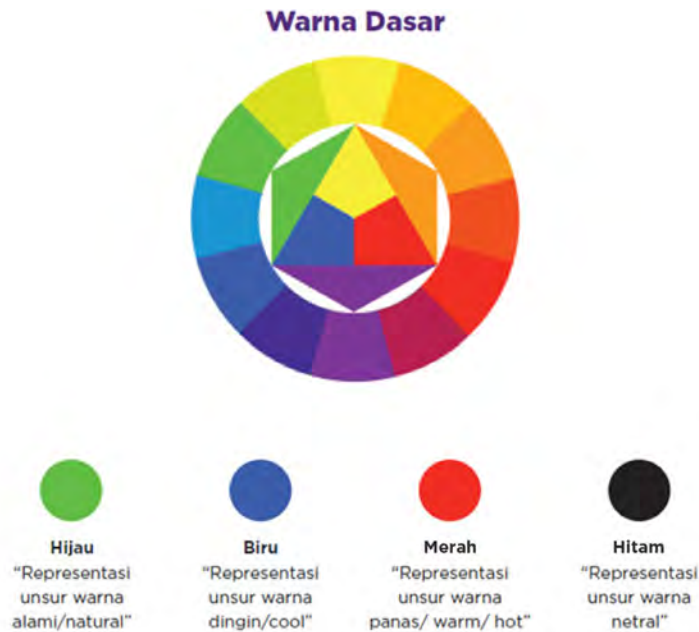 Warna Dasar
Hijau
"Representasi
unsur warna
alami/natural"
Biru
"Representasi
unsur warna
dingin/cool"
Merah
"Representasi
unsur warna
panas/ warm/ hot"
Hitam
"Representasi
unsur warna
netral"